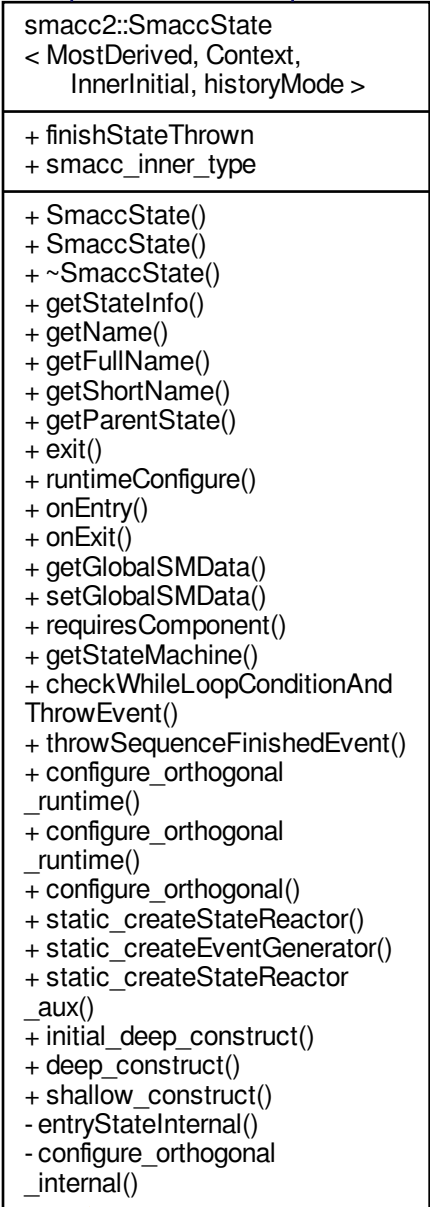 smacc2::SmaccState
< MostDerived, Context,
InnerInitial, historyMode >
+ finishStateThrown
+ smacc_inner_type
+ SmaccState()
+ SmaccState()
+ ~SmaccState()
+ getStateInfo()
+ getName()
+ getFullName()
+ getShortName()
+ getParentState()
+ exit()
+ runtimeConfigure()
+ onEntry()
+ onExit()
+ getGlobalSMData()
+ setGlobalSMData()
+ requiresComponent()
+ getStateMachine()
+ checkWhileLoopConditionAnd
ThrowEvent()
+ throwSequenceFinishedEvent()
+ configure_orthogonal
_runtime()
+ configure_orthogonal
_runtime()
+ configure_orthogonal()
+ static_createStateReactor()
+ static_createEventGenerator()
+ static_createStateReactor
_aux()
+ initial_deep_construct()
+ deep_construct()
+ shallow_construct()
- entryStateInternal()
- configure_orthogonal
_internal()